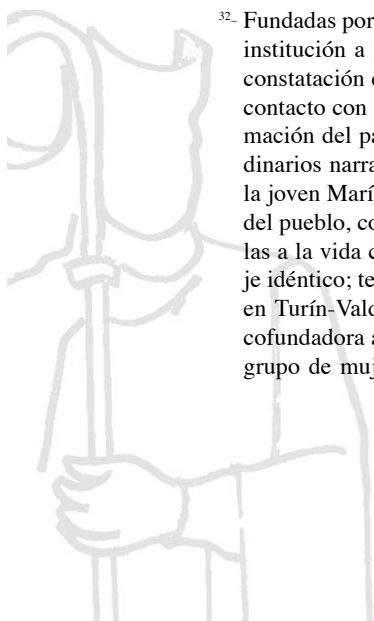 32- Fundadas por
institución a
constatación
contacto con
mación del pa
dinarios narra
la joven Marí
del pueblo, co
las a la vida c
je idéntico; te
en Turín-Vald
cofundadora a
grupo de muj